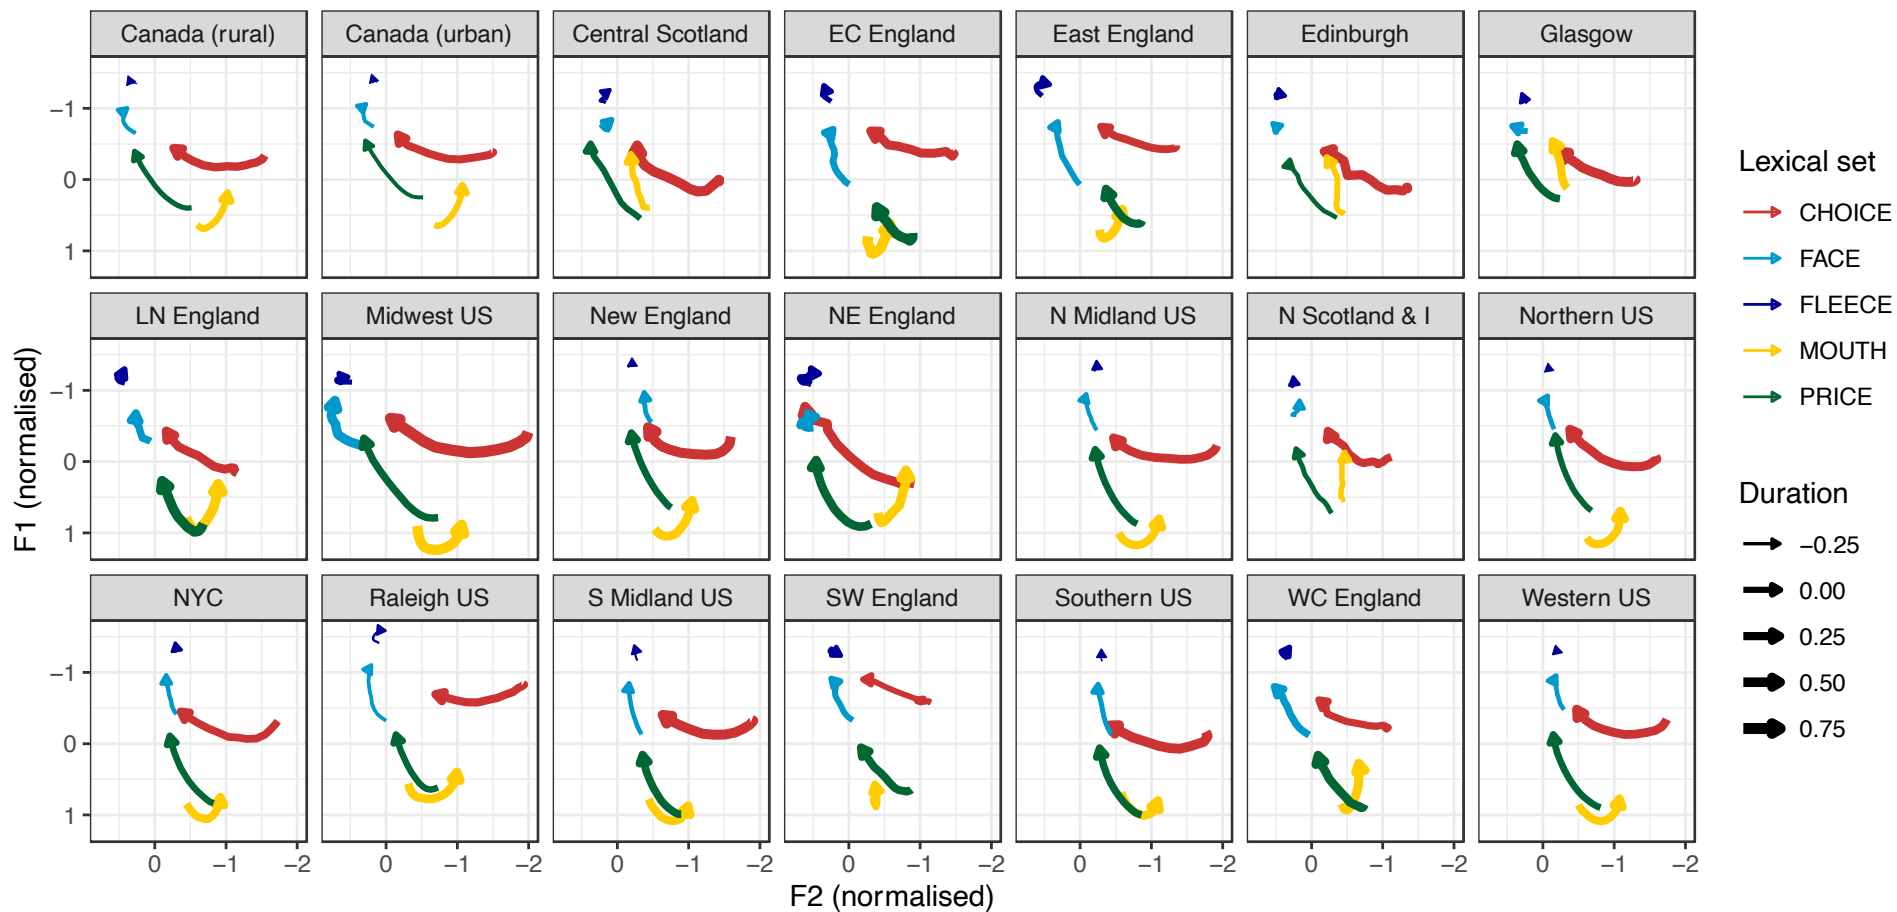 Canada (rural) Canada (urban) Central Scotland EC England East England Edinburgh Glasgow
−1
0
1
LN England Midwest US New England NE England N Midland US N Scotland & I Northern US
−1
0
1
NYC Raleigh US S Midland US SW England Southern US WC England Western US
−1
0
1
0 −1 −2 0 −1 −2 0 −1 −2 0 −1 −2 0 −1 −2 0 −1 −2 0 −1 −2
F2 (normalised)
F1 (normalised)
Lexical set
CHOICE
FACE
FLEECE
MOUTH
PRICE
Duration
−0.25
0.00
0.25
0.50
0.75